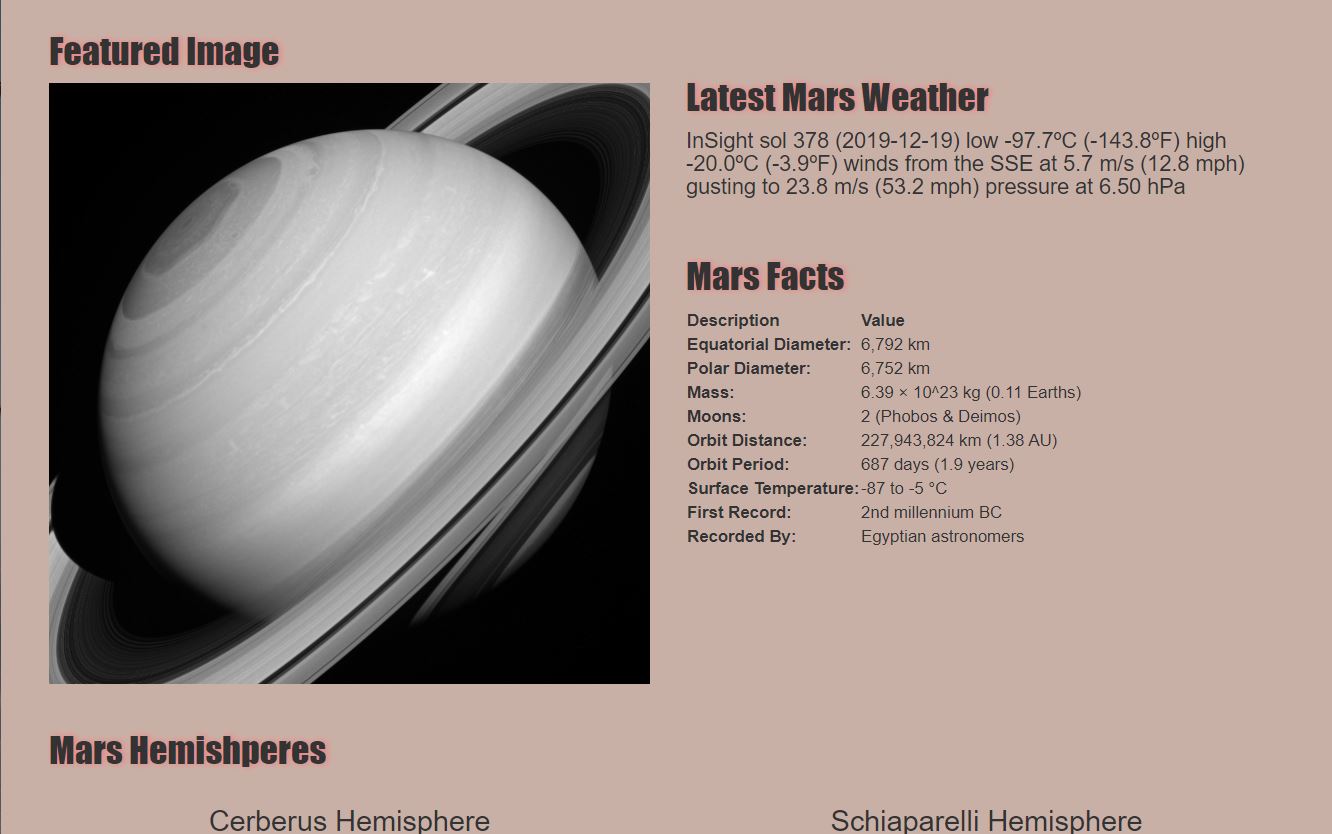 Featured Image
Latest Mars Weather
InSight sol 378 (2019-12-19) low -97.7ºC (-143.8ºF) high
-20.0ºC (-3.9ºF) winds from the SSE at 5.7 m/s (12.8 mph)
gusting to 23.8 m/s (53.2 mph) pressure at 6.50 hPa
Mars Facts
Description Value
Equatorial Diameter: 6,792 km
Polar Diameter: 6,752 km
Mass: 6.39 × 10^23 kg (0.11 Earths)
Moons: 2 (Phobos & Deimos)
Orbit Distance: 227,943,824 km (1.38 AU)
Orbit Period: 687 days (1.9 years)
Surface Temperature: -87 to -5 °C
First Record: 2nd millennium BC
Recorded By: Egyptian astronomers
Mars Hemishperes
Cerberus Hemisphere Schiaparelli Hemisphere